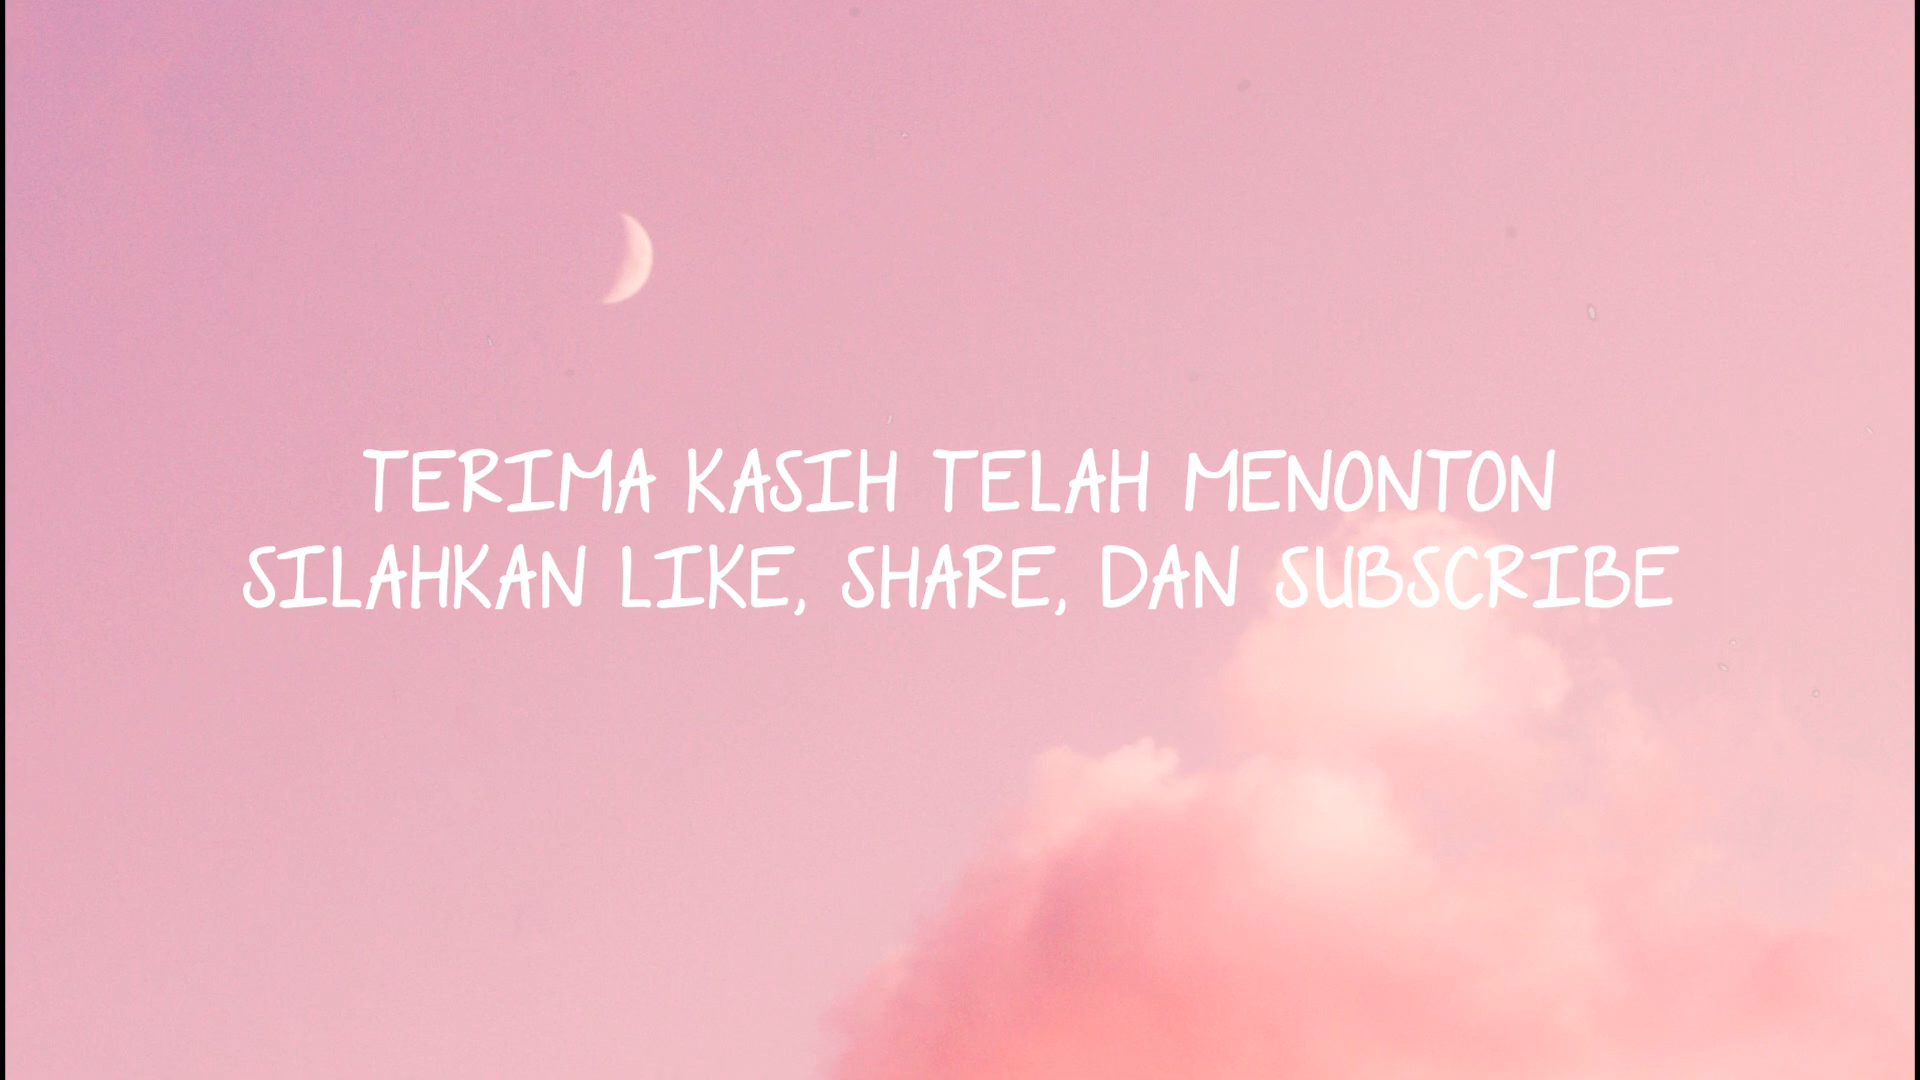 TERIMA KASIH TELAH MENONTON
SILAHKAN LIKE, SHARE, DAN SUBSCRIBE